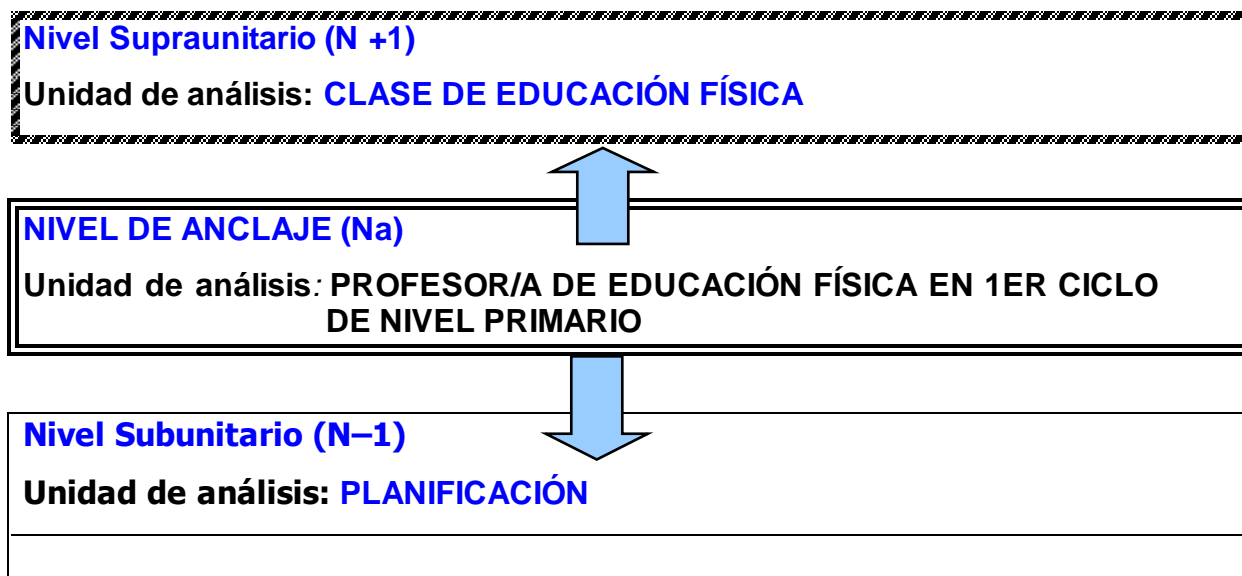 Nivel Supraunitario (N +1)
Unidad de análisis: CLASE DE EDUCACIÓN FÍSICA
NIVEL DE ANCLAJE (Na)
Unidad de análisis: PROFESOR/A DE EDUCACIÓN FÍSICA EN 1ER CICLO
DE NIVEL PRIMARIO
Nivel Subunitario (N–1)
Unidad de análisis: PLANIFICACIÓN